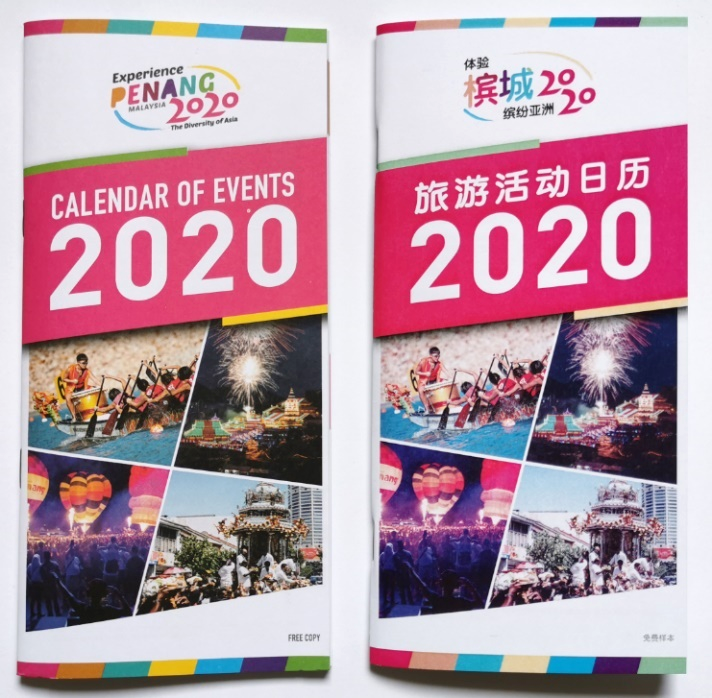 Experience
PENANG
MALAYSIA 2020
The Diversity of Asia
CALENDAR OF EVENTS
2020
FREE COPY
体验
槟城 2020
缤纷亚洲
旅游活动日历
2020
免费样本